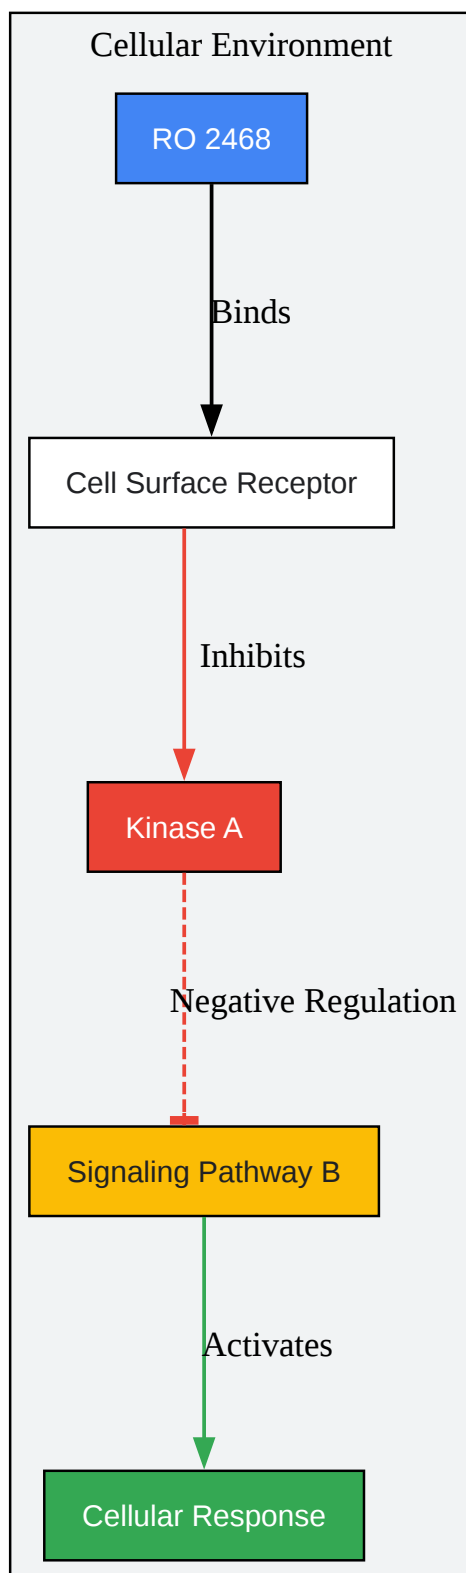 Cellular Environment
RO 2468
Binds
Cell Surface Receptor
Inhibits
Kinase A
Negative Regulation
Signaling Pathway B
Activates
Cellular Response